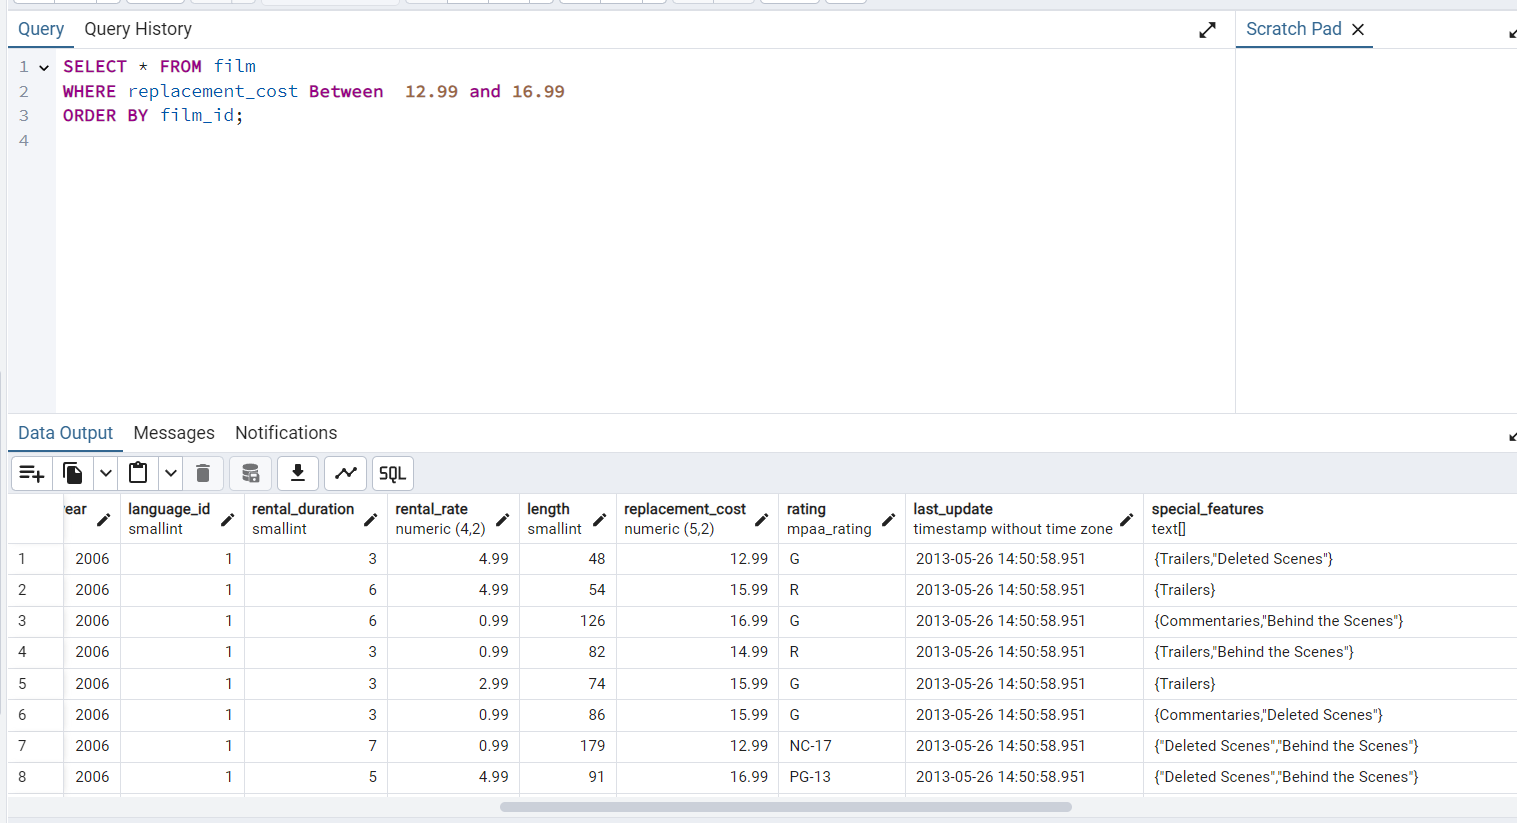 Query Query History Scratch Pad
1 SELECT * FROM film
2 WHERE replacement_cost Between 12.99 and 16.99
3 ORDER BY film_id;
4
Data Output Messages Notifications
SQL
ear language_id rental_duration rental_rate length replacement_cost rating last_update special_features
smallint smallint numeric (4,2) smallint numeric (5,2) mpaa_rating timestamp without time zone text[]
1 2006 1 3 4.99 48 12.99 G 2013-05-26 14:50:58.951 {Trailers,"Deleted Scenes"}
2 2006 1 6 4.99 54 15.99 R 2013-05-26 14:50:58.951 {Trailers}
3 2006 1 6 0.99 126 16.99 G 2013-05-26 14:50:58.951 {Commentaries,"Behind the Scenes"}
4 2006 1 3 0.99 82 14.99 R 2013-05-26 14:50:58.951 {Trailers,"Behind the Scenes"}
5 2006 1 3 2.99 74 15.99 G 2013-05-26 14:50:58.951 {Trailers}
6 2006 1 3 0.99 86 15.99 G 2013-05-26 14:50:58.951 {Commentaries,"Deleted Scenes"}
7 2006 1 7 0.99 179 12.99 NC-17 2013-05-26 14:50:58.951 {"Deleted Scenes","Behind the Scenes"}
8 2006 1 5 4.99 91 16.99 PG-13 2013-05-26 14:50:58.951 {"Deleted Scenes","Behind the Scenes"}